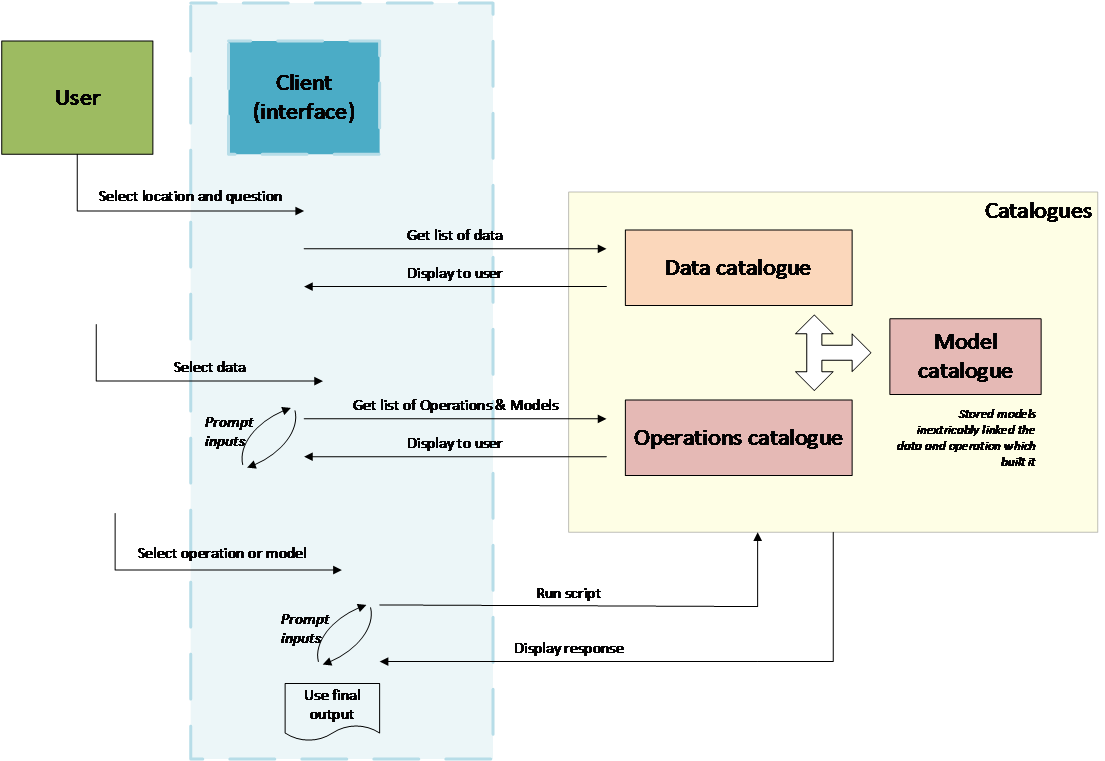 User
Client
(interface)
Select location and question
Catalogues
Get list of data
Data catalogue
Display to user
Model
catalogue
Select data
Get list of Operations & Models
Prompt
inputs
Operations catalogue
Display to user
Stored models
inextricably linked the
data and operation which
built it
Select operation or model
Run script
Prompt
inputs
Display response
Use final
output